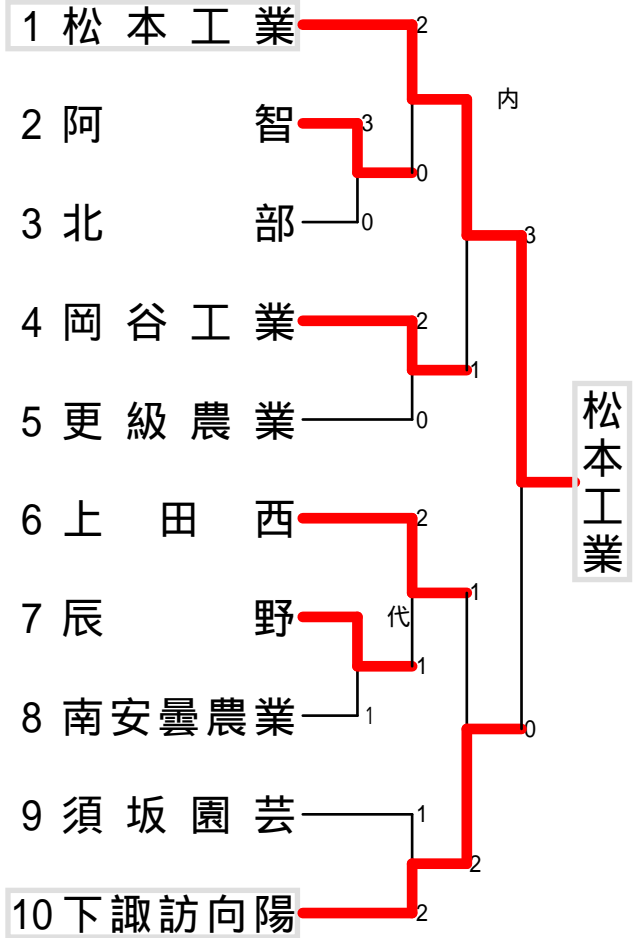 1 松本工業
2
内
2 阿智
3
0
3 北部
0
3
4 岡谷工業
2
1
5 更級農業
0
松本工業
6 上田西
2
1
7 辰野
代
1
8 南安曇農業
1
0
9 須坂園芸
1
2
10 下諏訪向陽
2